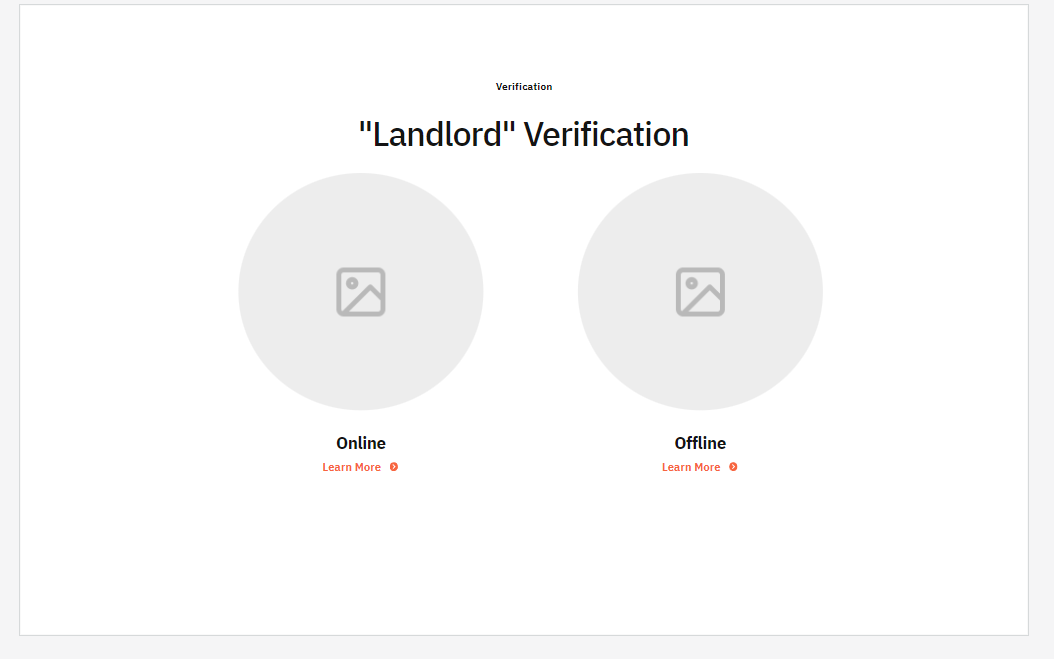 Verification
"Landlord" Verification
Online
Offline
Learn More
Learn More